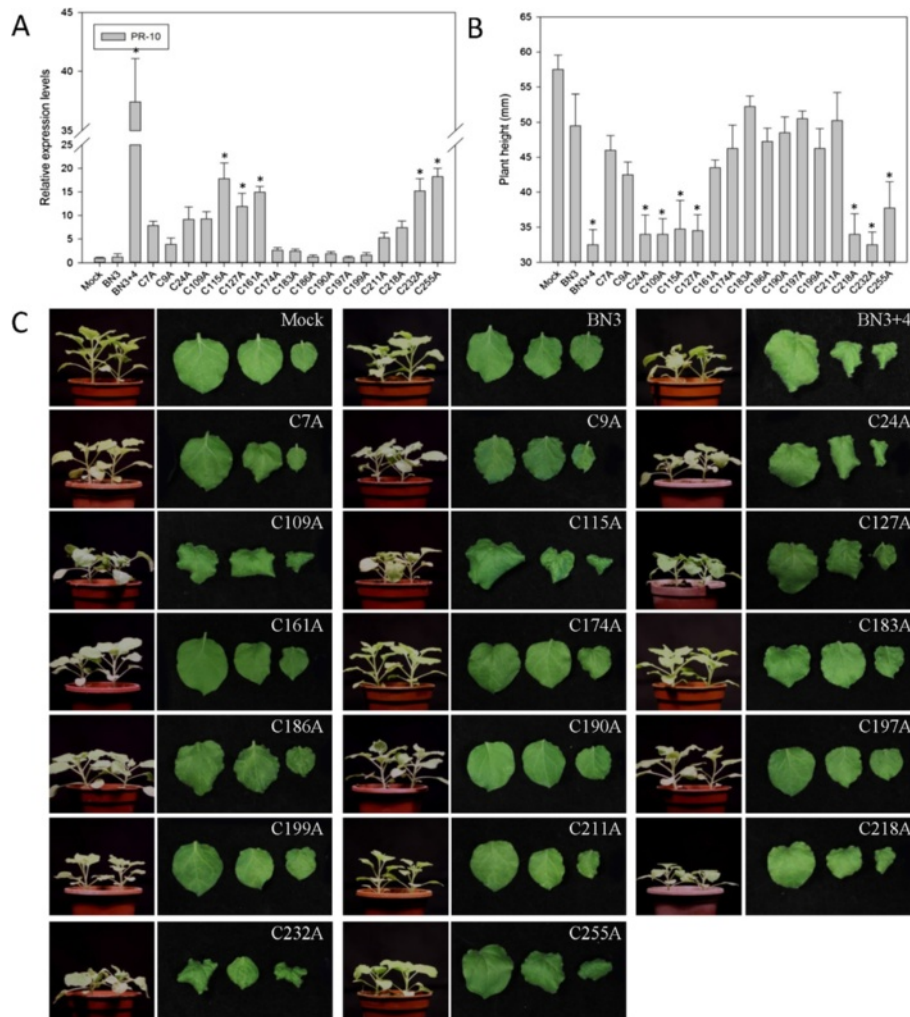 A
45
40
35
25
20
15
10
5
0
Relative expression levels
PR-10
*
*
*
*
*
*
Mock
BN3
BN3+4
C7A
C9A
C24A
C109A
C115A
C127A
C161A
C174A
C183A
C186A
C190A
C197A
C199A
C211A
C218A
C232A
C255A
B
65
60
55
50
45
40
35
30
Plant height (mm)
*
*
*
*
*
*
*
*
Mock
BN3
BN3+4
C7A
C9A
C24A
C109A
C115A
C127A
C161A
C174A
C183A
C186A
C190A
C197A
C199A
C211A
C218A
C232A
C255A
C
Mock
BN3
BN3+4
C7A
C9A
C24A
C109A
C115A
C127A
C161A
C174A
C183A
C186A
C190A
C197A
C199A
C211A
C218A
C232A
C255A